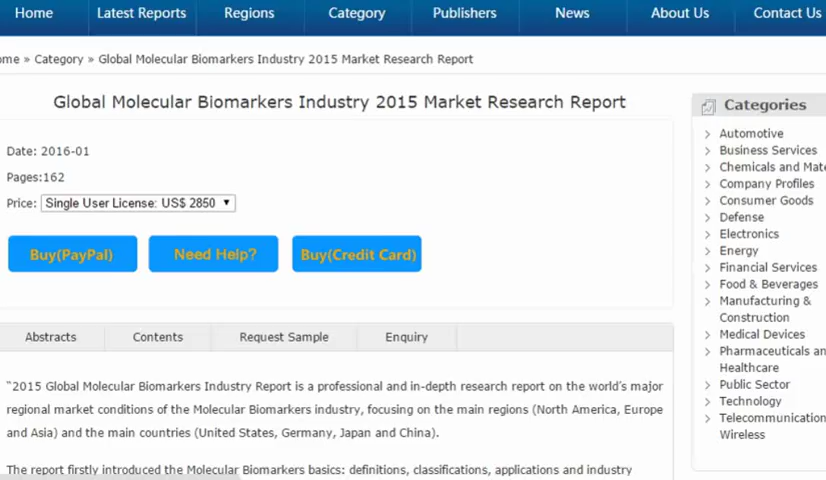 Home Latest Reports Regions Category Publishers News About Us Contact Us
ome » Category » Global Molecular Biomarkers Industry 2015 Market Research Report
Global Molecular Biomarkers Industry 2015 Market Research Report
Date: 2016-01
Pages:162
Price: Single User License: US$ 2850
Buy(PayPal) Need Help? Buy(Credit Card)
Abstracts Contents Request Sample Enquiry
"2015 Global Molecular Biomarkers Industry Report is a professional and in-depth research report on the world's major
regional market conditions of the Molecular Biomarkers industry, focusing on the main regions (North America, Europe
and Asia) and the main countries (United States, Germany, Japan and China).
The report firstly introduced the Molecular Biomarkers basics: definitions, classifications, applications and industry
Categories
Automotive
Business Services
Chemicals and Mate
Company Profiles
Consumer Goods
Defense
Electronics
Energy
Financial Services
Food & Beverages
Manufacturing &
Construction
Medical Devices
Pharmaceuticals an
Healthcare
Public Sector
Technology
Telecommunication
Wireless